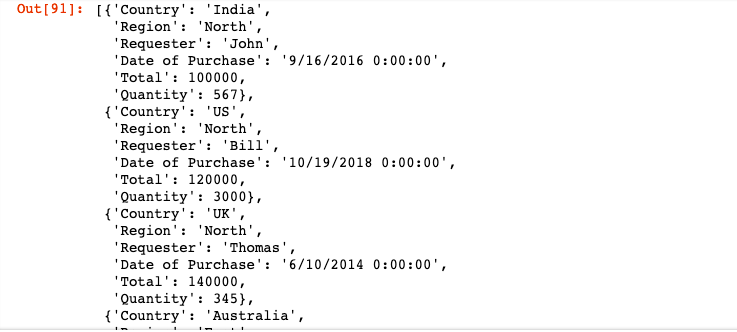 Out[91]: [{'Country': 'India',
'Region': 'North',
'Requester': 'John',
'Date of Purchase': '9/16/2016 0:00:00',
'Total': 100000,
'Quantity': 567},
{'Country': 'US',
'Region': 'North',
'Requester': 'Bill',
'Date of Purchase': '10/19/2018 0:00:00',
'Total': 120000,
'Quantity': 3000},
{'Country': 'UK',
'Region': 'North',
'Requester': 'Thomas',
'Date of Purchase': '6/10/2014 0:00:00',
'Total': 140000,
'Quantity': 345},
{'Country': 'Australia',